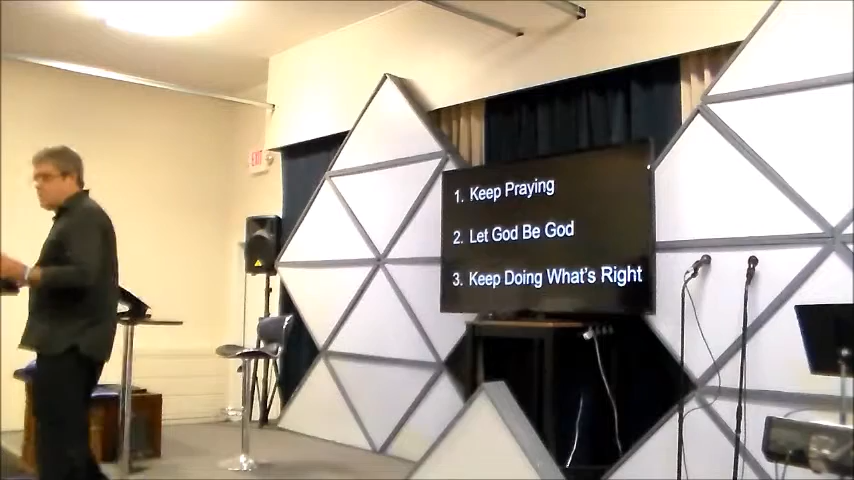 EXIT
1. Keep Praying
2. Let God Be God
3. Keep Doing What's Right